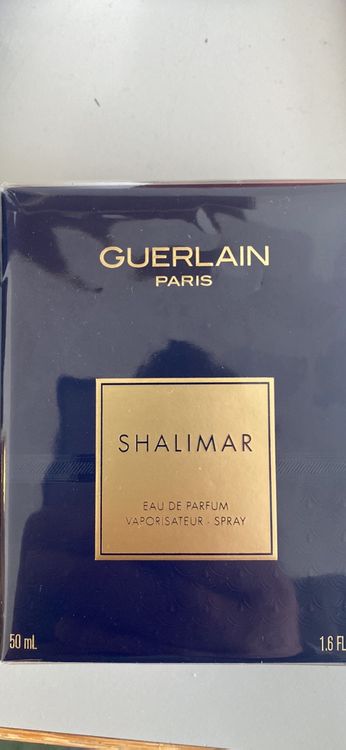 GUERLAIN
PARIS
SHALIMAR
EAU DE PARFUM
VAPORISATEUR - SPRAY
50 mL 1.6 FL